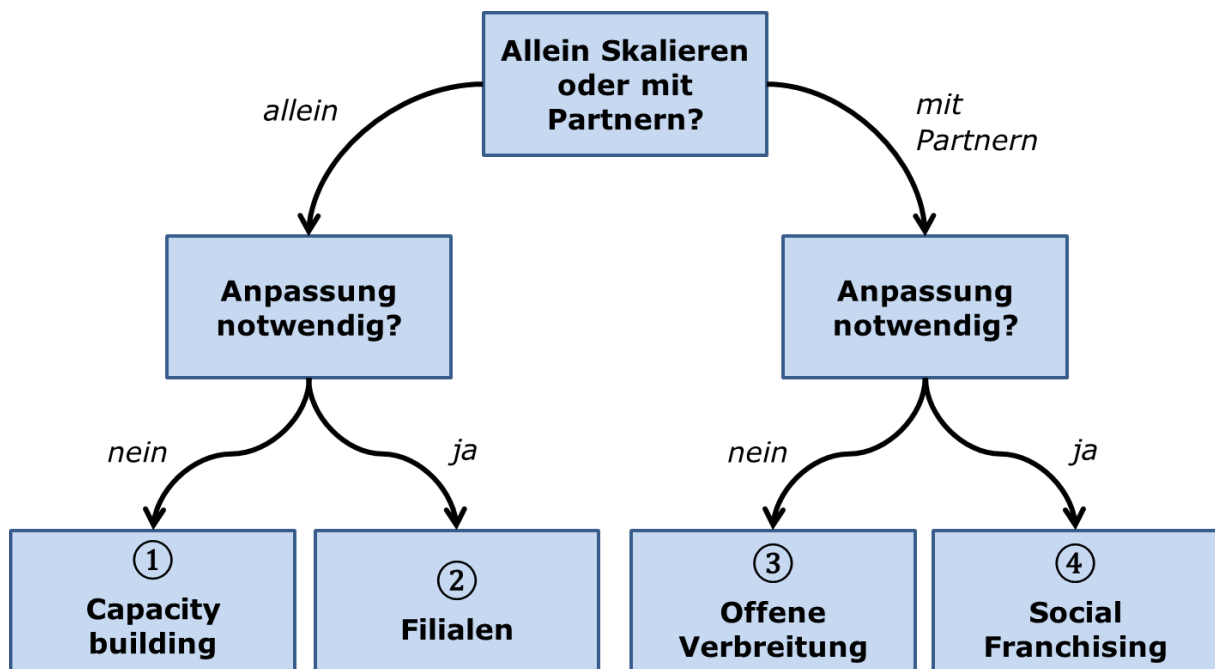 Allein Skalieren
oder mit
Partnern?
allein
mit
Partnern
Anpassung
notwendig?
Anpassung
notwendig?
nein
ja
nein
ja
①
Capacity
building
②
Filialen
③
Offene
Verbreitung
④
Social
Franchising